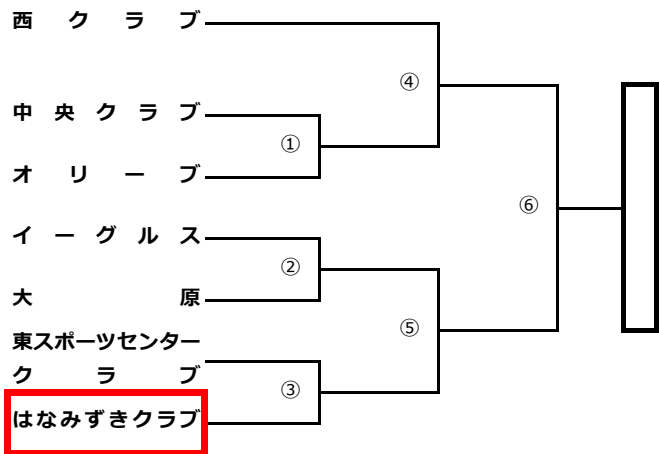 西クラブ
④
中央クラブ
①
オリーブ
⑥
イーグルス
②
大原
⑤
東スポーツセンター
クラブ
③
はなみずきクラブ